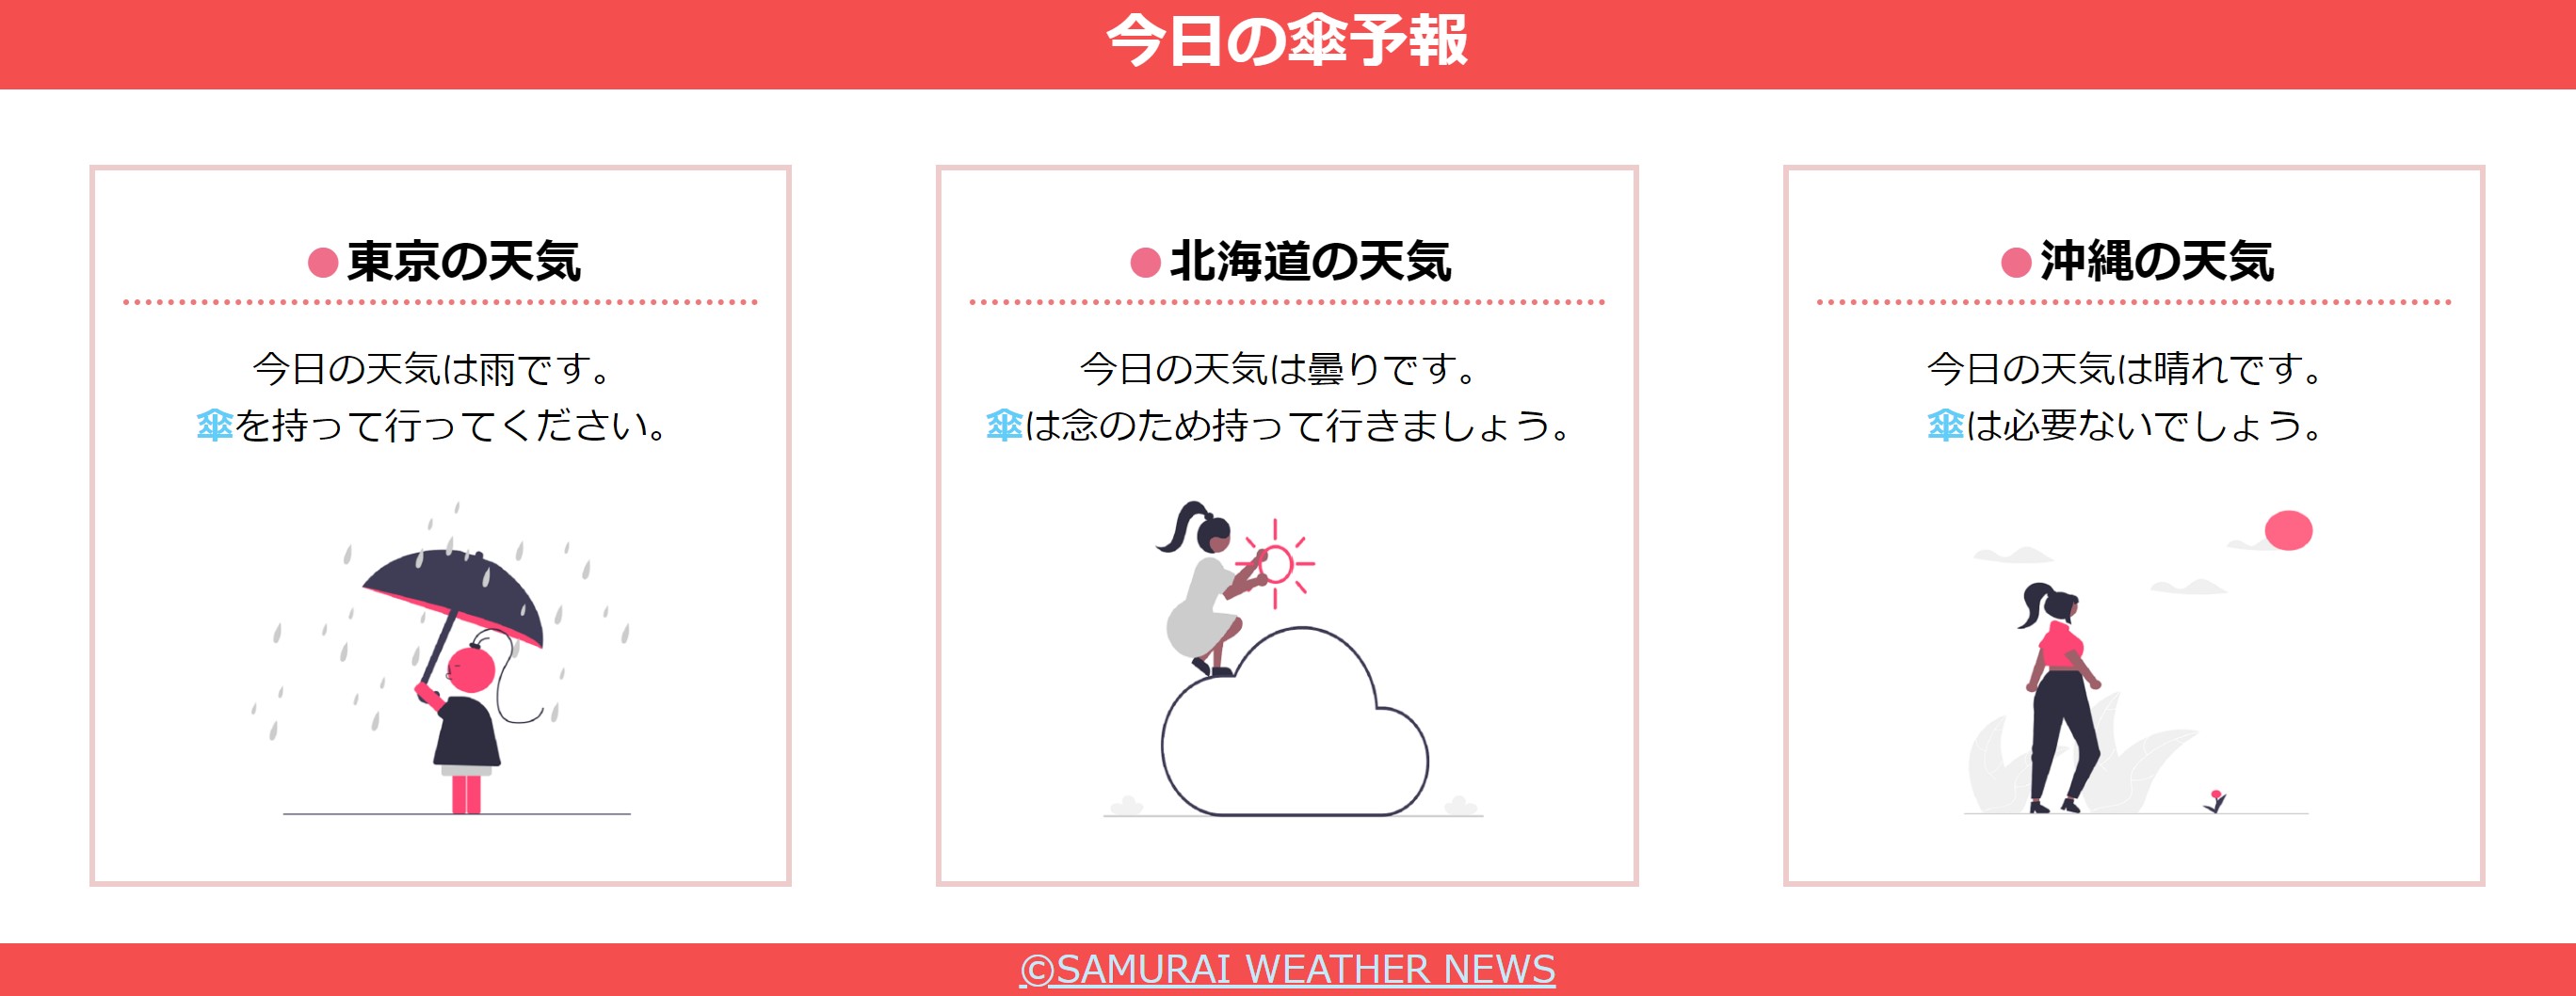 今日の傘予報
●東京の天気
今日の天気は雨です。
傘を持って行ってください。
●北海道の天気
今日の天気は曇りです。
傘は念のため持って行きましょう。
●沖縄の天気
今日の天気は晴れです。
傘は必要ないでしょう。
©SAMURAI WEATHER NEWS